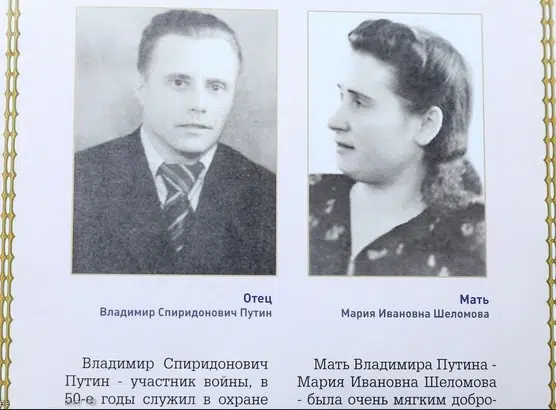 Отец
Владимир Спиридонович Путин
Мать
Мария Ивановна Шеломова
Владимир Спиридонович
Путин - участник войны, в
50-е годы служил в охране
Мать Владимира Путина -
Мария Ивановна Шеломова
- была очень мягким добро-